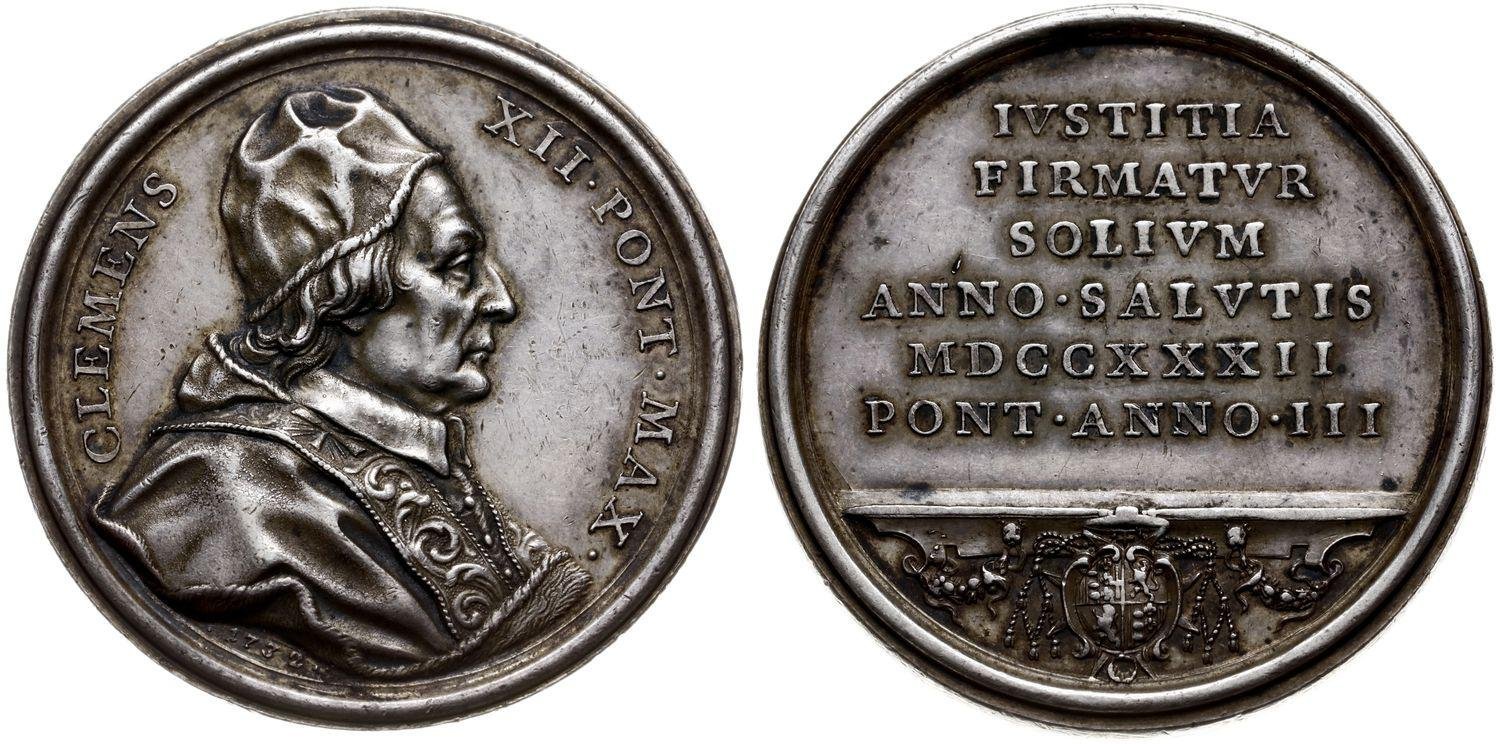 CLEMENS XII · PONT · MAX ·
1732
IVSTITIA
FIRMATVR
SOLIVM
ANNO · SALVTIS
MDCCXXXII
PONT · ANNO · III